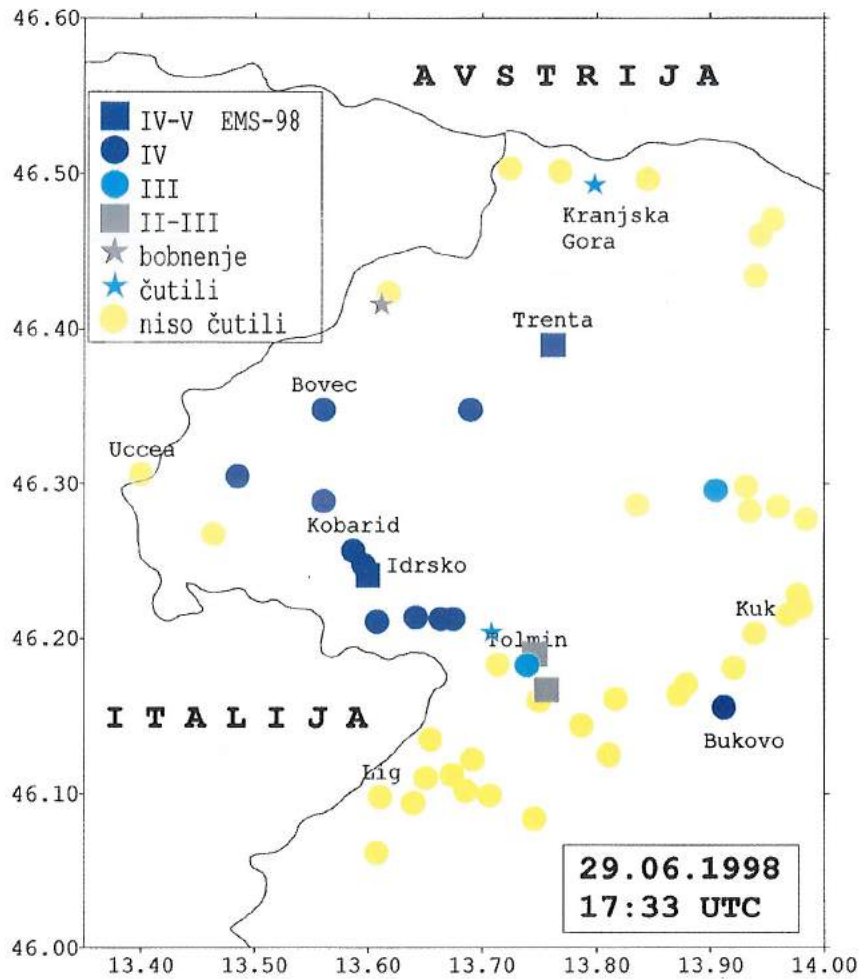 46.60
A V S T R I J A
IV-V EMS-98
IV
III
II-III
bobnenje
čutili
niso čutili
46.50
Kranjska
Gora
46.40
Trenta
Bovec
Uccea
46.30
Kobarid
Idrsko
Kuk
46.20
Tolmin
I T A L I J A
Bukovo
Lig
46.10
29.06.1998
17:33 UTC
46.00
13.40 13.50 13.60 13.70 13.80 13.90 14.00